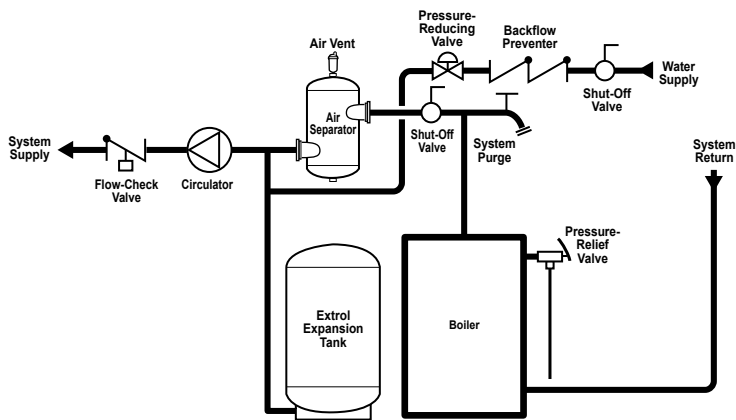 Pressure-
Reducing
Valve
Backflow
Preventer
Air Vent
Water
Supply
Shut-Off
Valve
Air
Separator
Shut-Off
Valve
System
Purge
System
Supply
Flow-Check
Valve
Circulator
System
Return
Pressure-
Relief
Valve
Extrol
Expansion
Tank
Boiler